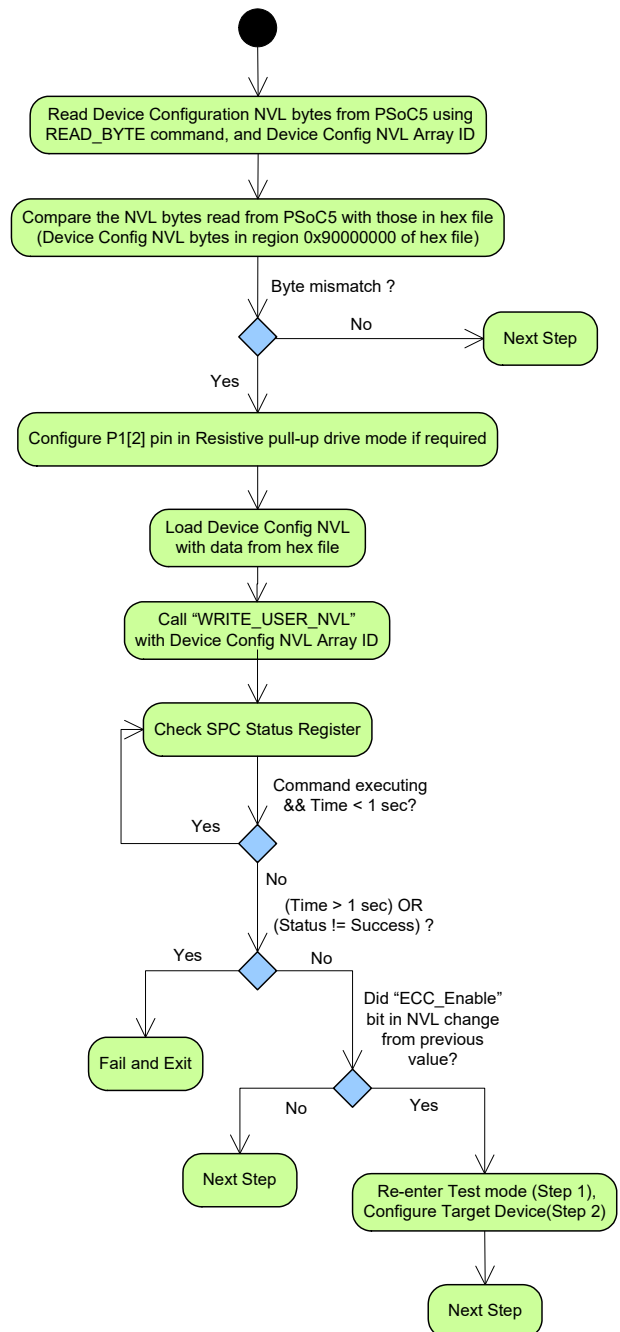 Read Device Configuration NVL bytes from PSoC5 using
READ_BYTE command, and Device Config NVL Array ID
Compare the NVL bytes read from PSoC5 with those in hex file
(Device Config NVL bytes in region 0x90000000 of hex file)
Byte mismatch ?
No
Next Step
Yes
Configure P1[2] pin in Resistive pull-up drive mode if required
Load Device Config NVL
with data from hex file
Call “WRITE_USER_NVL”
with Device Config NVL Array ID
Check SPC Status Register
Command executing
&& Time < 1 sec?
Yes
No
(Time > 1 sec) OR
(Status != Success) ?
Yes
No
Did “ECC_Enable”
bit in NVL change
from previous
value?
Fail and Exit
No
Yes
Next Step
Re-enter Test mode (Step 1),
Configure Target Device(Step 2)
Next Step